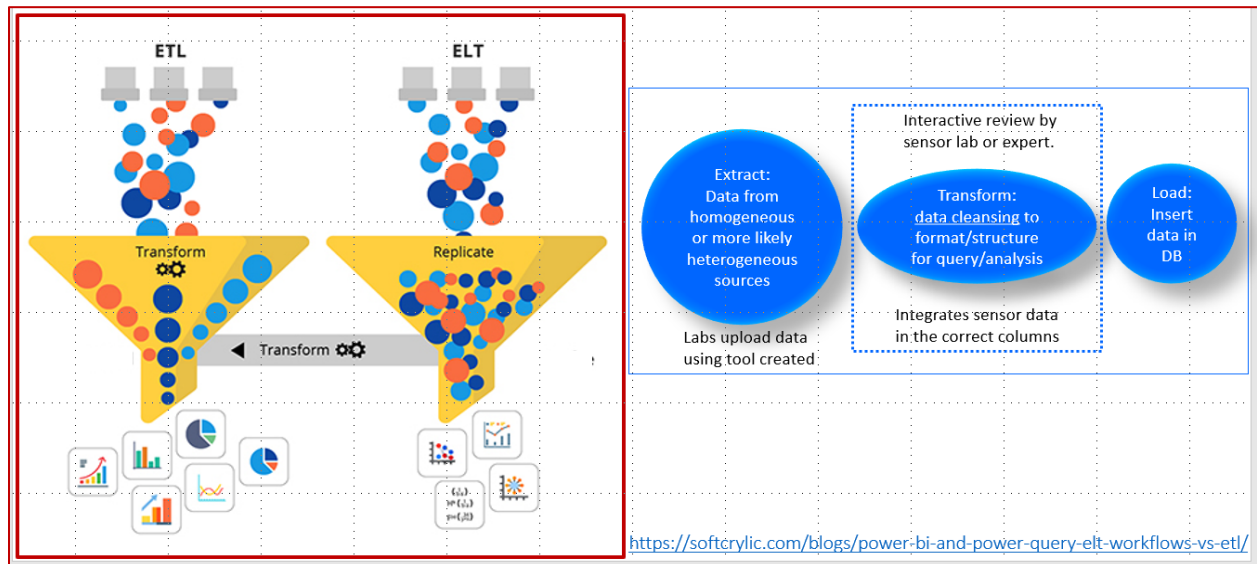 ETL
ELT
Transform
Replicate
Transform
Extract:
Data from
homogeneous
or more likely
heterogeneous
sources
Labs upload data
using tool created
Interactive review by
sensor lab or expert.
Transform:
data cleansing to
format/structure
for query/analysis
Integrates sensor data
in the correct columns
Load:
Insert
data in
DB
https://softcrylic.com/blogs/power-bi-and-power-query-elt-workflows-vs-etl/